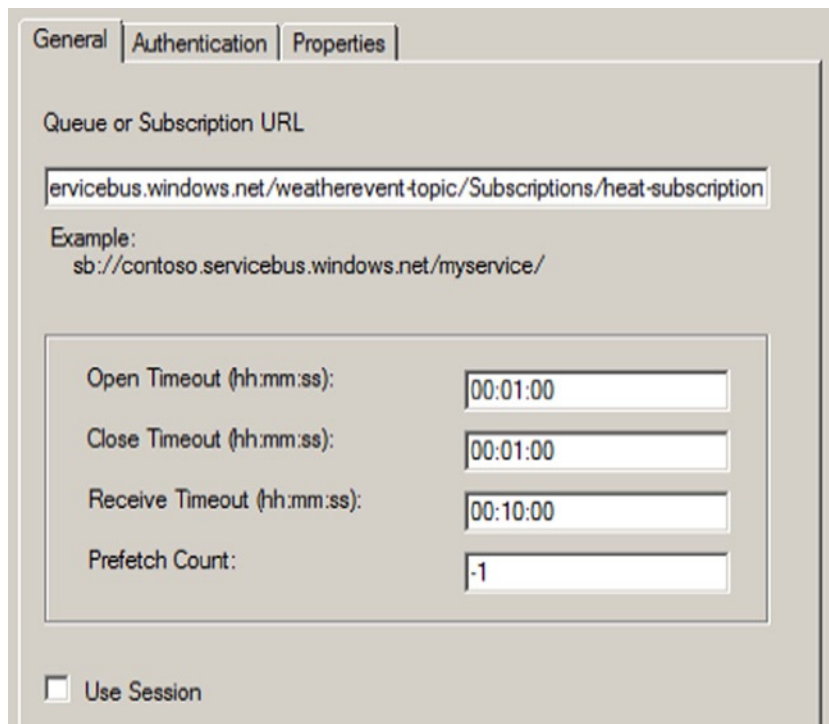 General Authentication Properties
Queue or Subscription URL
ervicebus.windows.net/weatherevent-topic/Subscriptions/heat-subscription
Example:
sb://contoso.servicebus.windows.net/myservice/
Open Timeout (hh:mm:ss): 00:01:00
Close Timeout (hh:mm:ss): 00:01:00
Receive Timeout (hh:mm:ss): 00:10:00
Prefetch Count: -1
Use Session